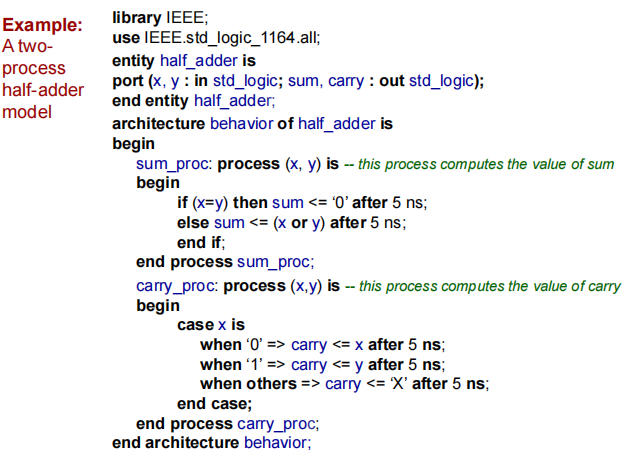 Example:
A two-
process
half-adder
model
library IEEE;
use IEEE.std_logic_1164.all;
entity half_adder is
port (x, y : in std_logic; sum, carry : out std_logic);
end entity half_adder;
architecture behavior of half_adder is
begin
sum_proc: process (x, y) is -- this process computes the value of sum
begin
if (x=y) then sum <= ‘0’ after 5 ns;
else sum <= (x or y) after 5 ns;
end if;
end process sum_proc;
carry_proc: process (x,y) is -- this process computes the value of carry
begin
case x is
when ‘0’ => carry <= x after 5 ns;
when ‘1’ => carry <= y after 5 ns;
when others => carry <= ‘X’ after 5 ns;
end case;
end process carry_proc;
end architecture behavior;